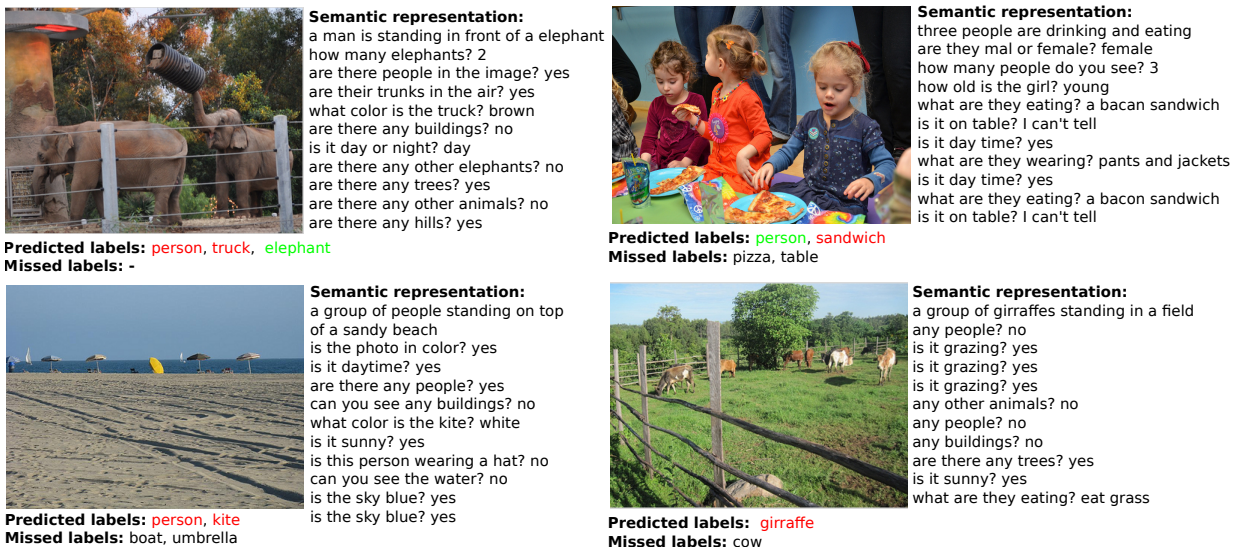 Semantic representation:
a man is standing in front of a elephant
how many elephants? 2
are there people in the image? yes
are their trunks in the air? yes
what color is the truck? brown
are there any buildings? no
is it day or night? day
are there any other elephants? no
are there any trees? yes
are there any other animals? no
are there any hills? yes
Predicted labels: person, truck, elephant
Missed labels: -
Semantic representation:
three people are drinking and eating
are they mal or female? female
how many people do you see? 3
how old is the girl? young
what are they eating? a bacan sandwich
is it on table? I can't tell
is it day time? yes
what are they wearing? pants and jackets
is it day time? yes
what are they eating? a bacon sandwich
is it on table? I can't tell
Predicted labels: person, sandwich
Missed labels: pizza, table
Semantic representation:
a group of people standing on top
of a sandy beach
is the photo in color? yes
is it daytime? yes
are there any people? yes
can you see any buildings? no
what color is the kite? white
is it sunny? yes
is this person wearing a hat? no
can you see the water? no
is the sky blue? yes
is the sky blue? yes
Predicted labels: person, kite
Missed labels: boat, umbrella
Semantic representation:
a group of girraffes standing in a field
any people? no
is it grazing? yes
is it grazing? yes
is it grazing? yes
any other animals? no
any people? no
any buildings? no
are there any trees? yes
is it sunny? yes
what are they eating? eat grass
Predicted labels: girraffe
Missed labels: cow